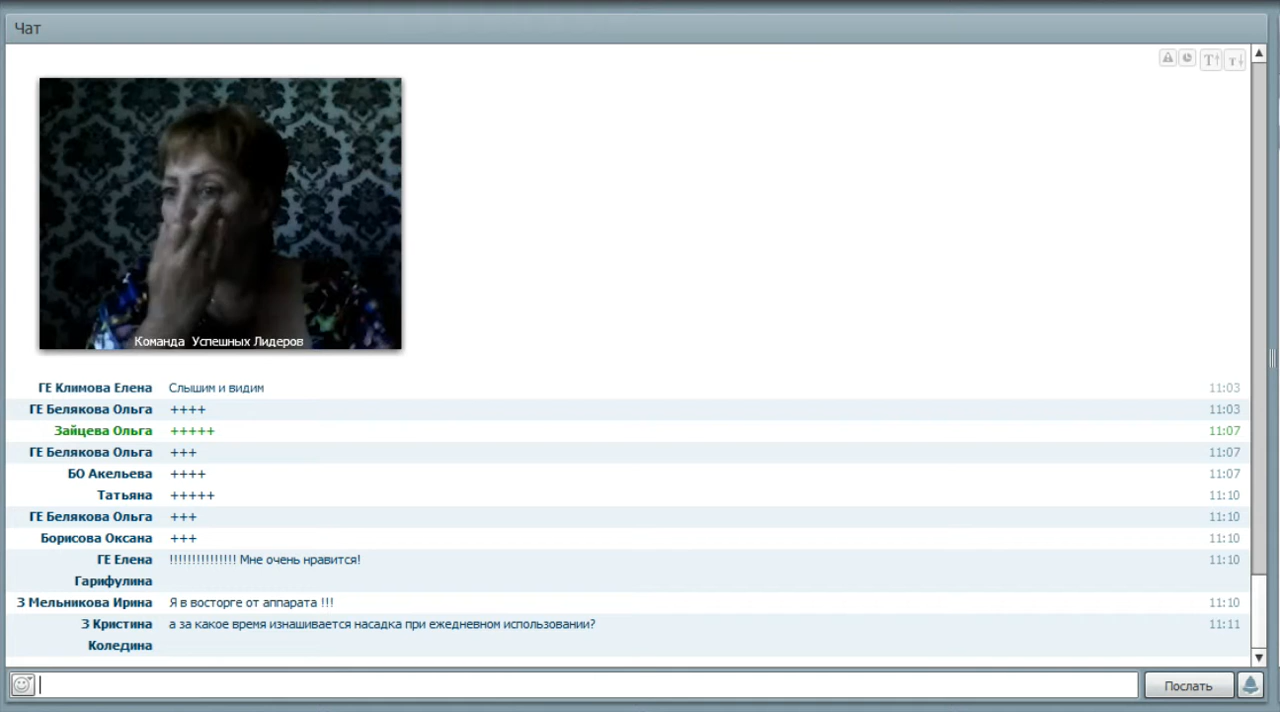 Чат
Команда Успешных Лидеров
ГЕ Климова Елена Слышим и видим 11:03
ГЕ Белякова Ольга ++++ 11:03
Зайцева Ольга +++++ 11:07
ГЕ Белякова Ольга +++ 11:07
БО Акельева ++++ 11:07
Татьяна +++++ 11:10
ГЕ Белякова Ольга +++ 11:10
Борисова Оксана +++ 11:10
ГЕ Елена !!!!!!!!!!!!!!! Мне очень нравится! 11:10
Гарифулина
З Мельникова Ирина Я в восторге от аппарата !!! 11:10
З Кристина а за какое время изнашивается насадка при ежедневном использовании? 11:11
Коледина
Послать